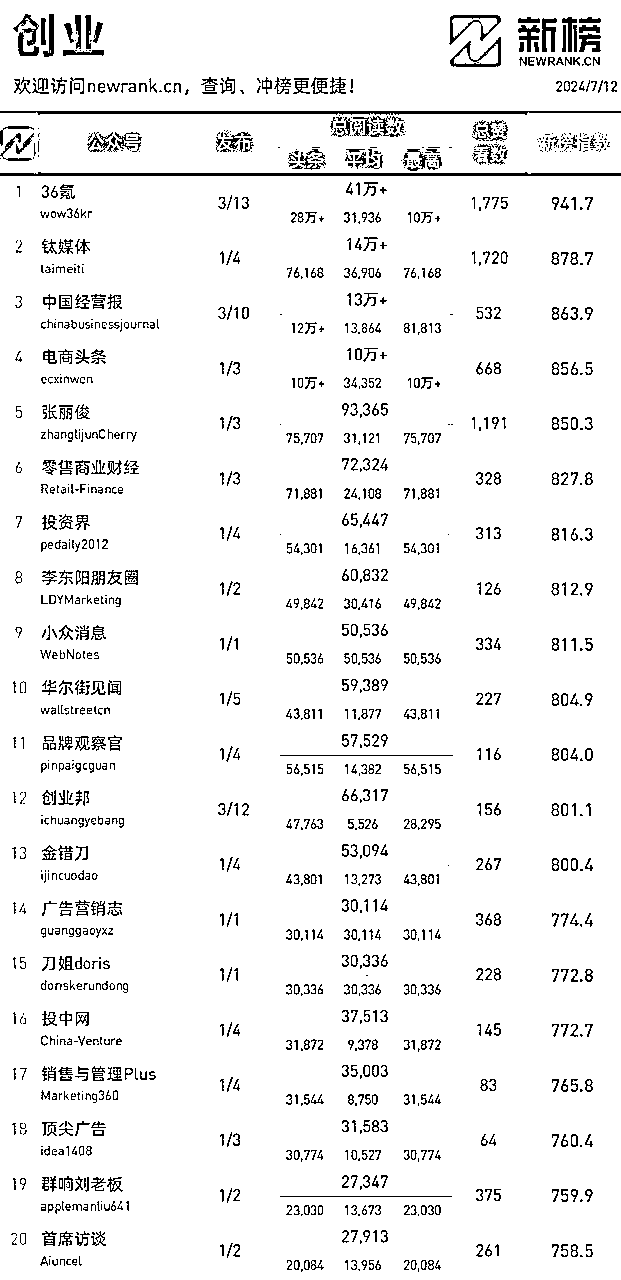 创业
新榜
NEWRANK.CN
欢迎访问newrank.cn，查询、冲榜更便捷！
2024/7/12
公众号 发布 总阅读数 总赞看数 新榜指数
头条 平均 最高
1 36氪 wow36kr 3/13 41万+ 28万+ 31,936 10万+ 1,775 941.7
2 钛媒体 taimeiti 1/4 14万+ 76,168 36,906 76,168 1,720 878.7
3 中国经营报 chinabusinessjournal 3/10 13万+ 12万+ 13,864 81,813 532 863.9
4 电商头条 ecxinwen 1/3 10万+ 10万+ 34,352 10万+ 668 856.5
5 张丽俊 zhanglijunCherry 1/3 93,365 75,707 31,121 75,707 1,191 850.3
6 零售商业财经 Retail-Finance 1/3 72,324 71,881 24,108 71,881 328 827.8
7 投资界 pedaily2012 1/4 65,447 54,301 16,361 54,301 313 816.3
8 李东阳朋友圈 LDYMarketing 1/2 60,832 49,842 30,416 49,842 126 812.9
9 小众消息 WebNotes 1/1 50,536 50,536 50,536 50,536 334 811.5
10 华尔街见闻 wallstreetcn 1/5 59,389 43,811 11,877 43,811 227 804.9
11 品牌观察官 pinpaigcguan 1/4 57,529 56,515 14,382 56,515 116 804.0
12 创业邦 ichuangyebang 3/12 66,317 47,763 5,526 28,295 156 801.1
13 金错刀 ijincuodao 1/4 53,094 43,801 13,273 43,801 267 800.4
14 广告营销志 guanggaoyxz 1/1 30,114 30,114 30,114 30,114 368 774.4
15 刀姐doris doriskerundong 1/1 30,336 30,336 30,336 30,336 228 772.8
16 投中网 China-Venture 1/4 37,513 31,872 9,378 31,872 145 772.7
17 销售与管理Plus Marketing360 1/4 35,003 31,544 8,750 31,544 83 765.8
18 顶尖广告 idea1408 1/3 31,583 30,774 10,527 30,774 64 760.4
19 群响刘老板 applemanliu641 1/2 27,347 23,030 13,673 23,030 375 759.9
20 首席访谈 Aiuncel 1/2 27,913 20,084 13,956 20,084 261 758.5